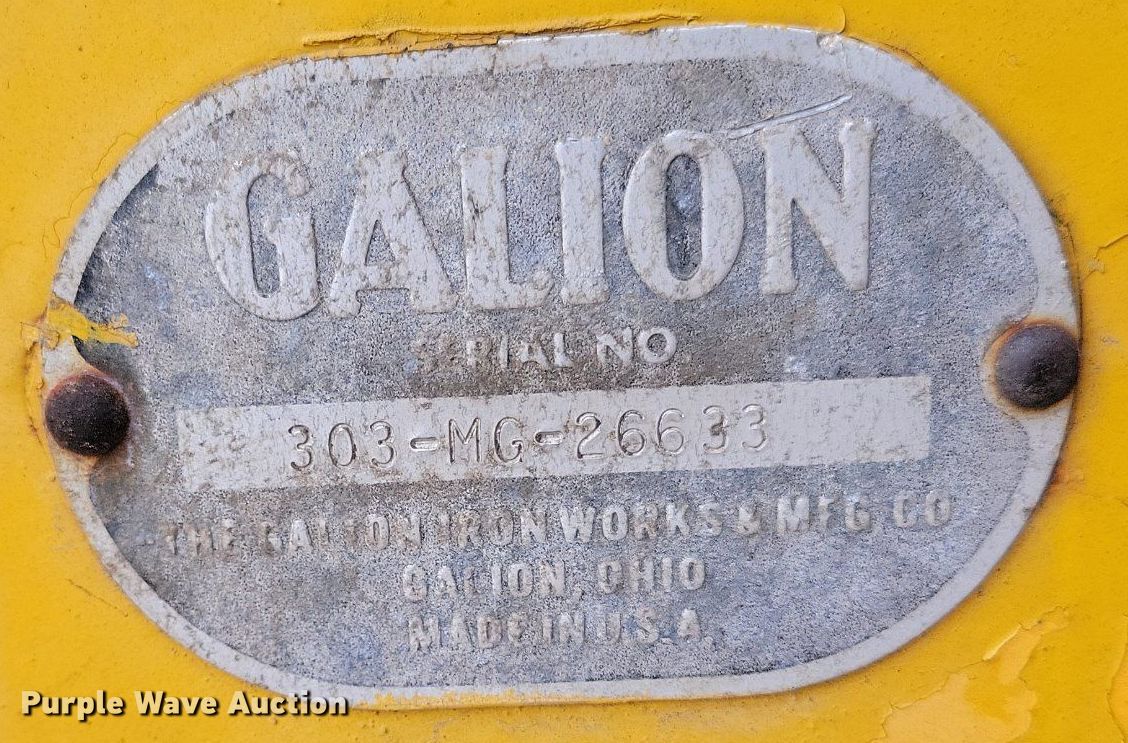 GALION
SERIAL NO
303-MG-26633
THE GALION IRON WORKS & MFG. CO
GALION, OHIO
MADE IN U.S.A.
Purple Wave Auction